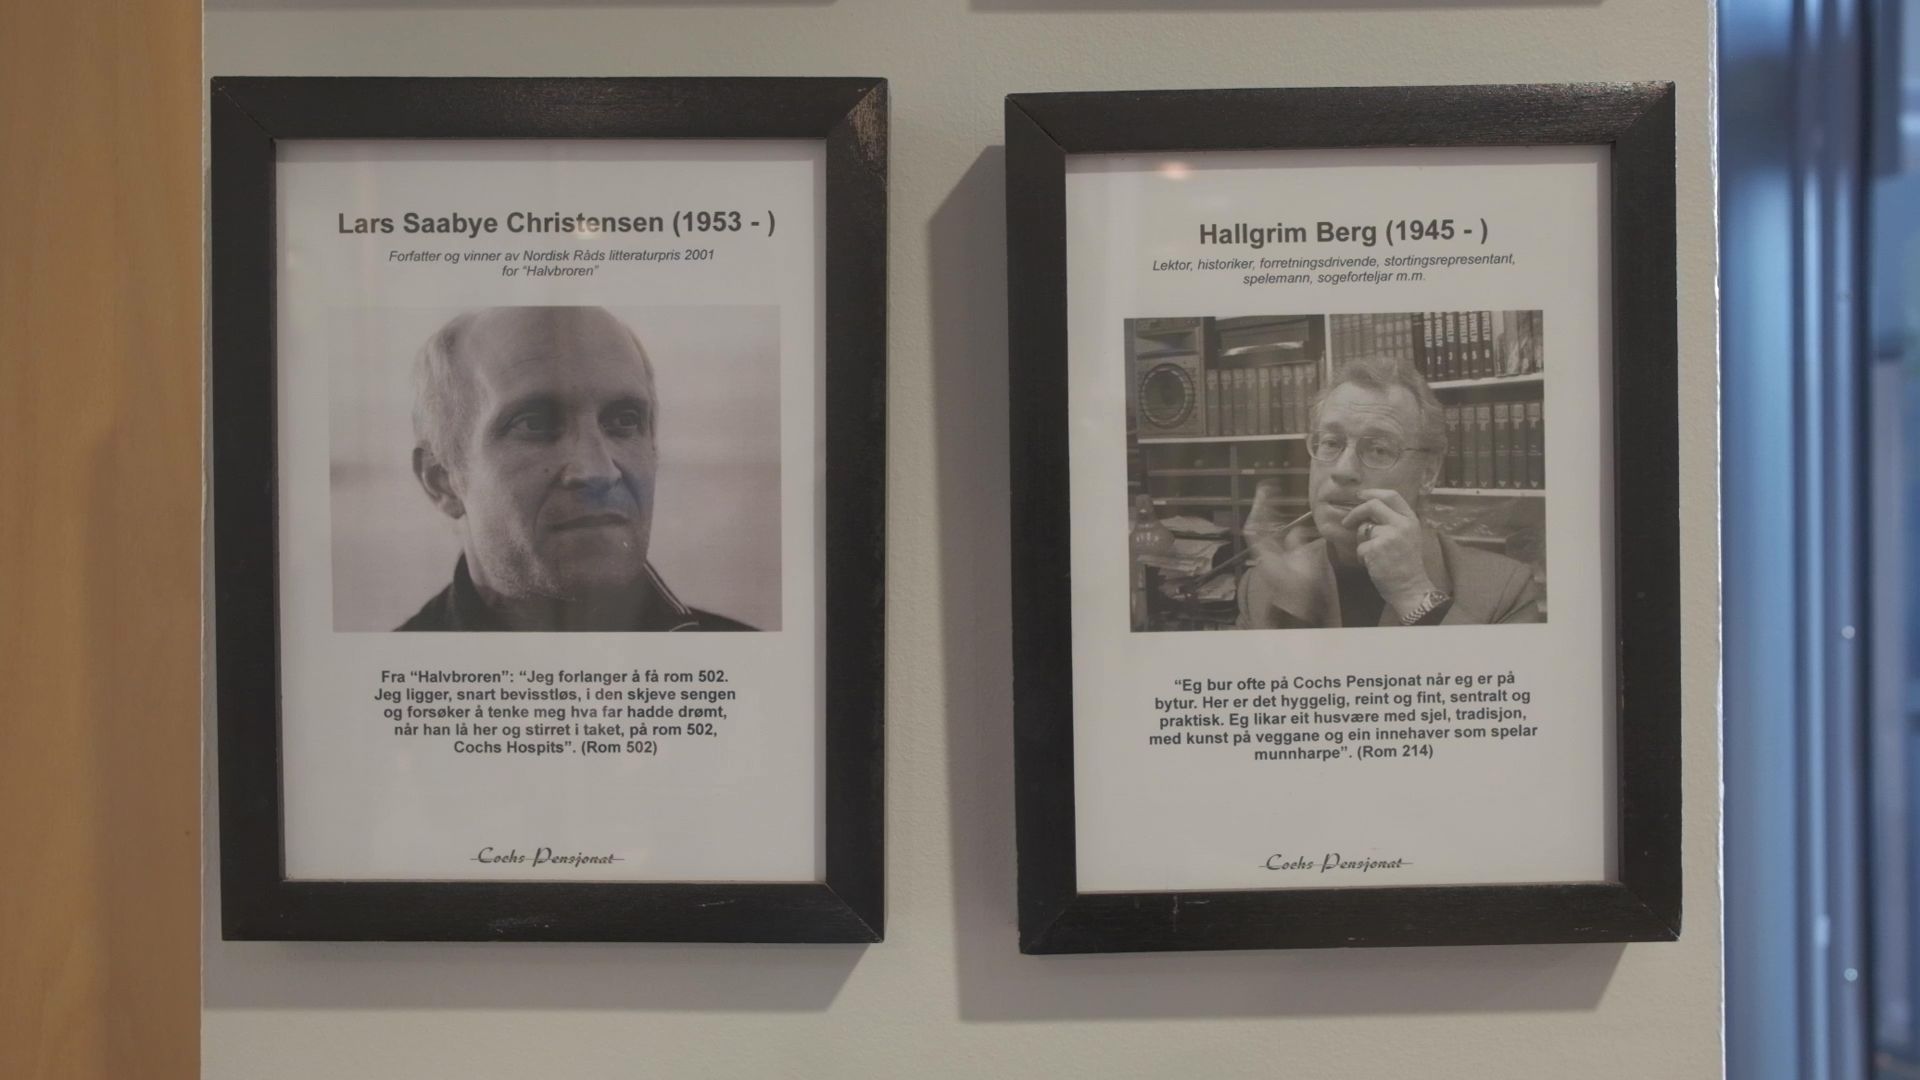 Lars Saabye Christensen (1953 - )
Forfatter og vinner av Nordisk Råds litteraturpris 2001
for “Halvbroren”
Fra “Halvbroren”: “Jeg forlanger å få rom 502.
Jeg ligger, snart bevisstløs, i den skjeve sengen
og forsøker å tenke meg hva far hadde drømt,
når han lå her og stirret i taket, på rom 502,
Cochs Hospits”. (Rom 502)
Cochs Pensjonat
Hallgrim Berg (1945 - )
Lektor, historiker, forretningsdrivende, stortingsrepresentant,
spelemann, sogeforteljar m.m.
“Eg bur ofte på Cochs Pensjonat når eg er på
bytur. Her er det hyggelig, reint og fint, sentralt og
praktisk. Eg likar eit husvære med sjel, tradisjon,
med kunst på veggane og ein innehaver som spelar
munnharpe”. (Rom 214)
Cochs Pensjonat